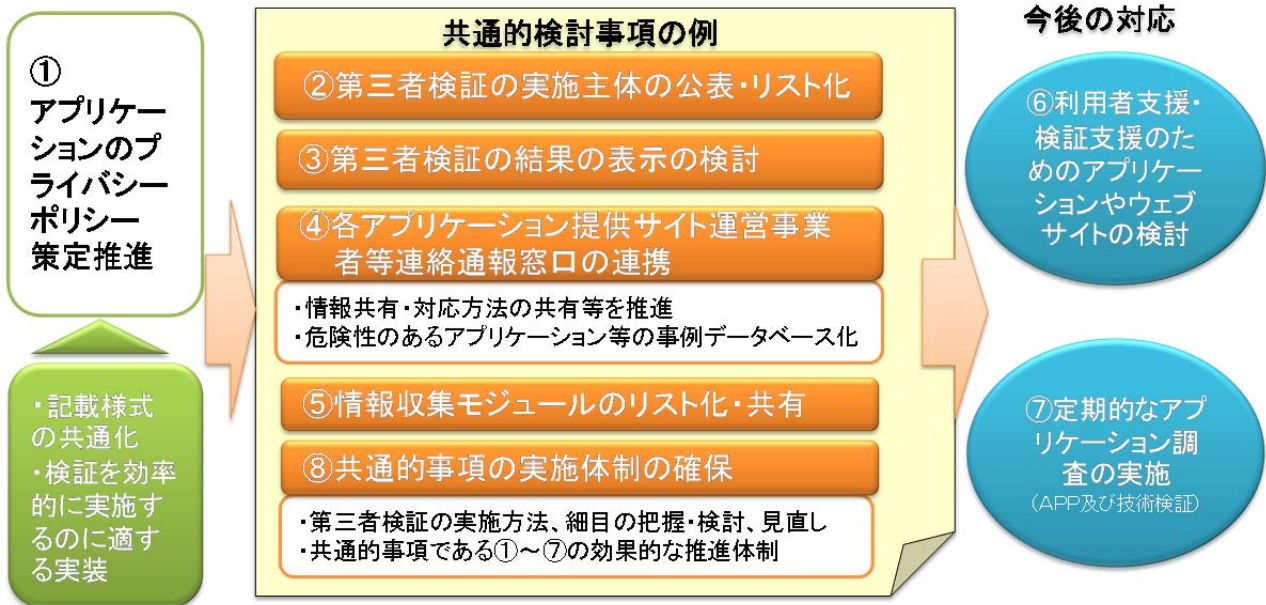 ①
アプリケー
ションのプ
ライバシー
ポリシー
策定推進
・記載様式
の共通化
・検証を効率
的に実施す
るのに適す
る実装
共通的検討事項の例
②第三者検証の実施主体の公表・リスト化
③第三者検証の結果の表示の検討
④各アプリケーション提供サイト運営事業
者等連絡通報窓口の連携
・情報共有・対応方法の共有等を推進
・危険性のあるアプリケーション等の事例データベース化
⑤情報収集モジュールのリスト化・共有
⑧共通的事項の実施体制の確保
・第三者検証の実施方法、細目の把握・検討、見直し
・共通的事項である①～⑦の効果的な推進体制
今後の対応
⑥利用者支援・
検証支援のた
めのアプリケー
ションやウェブ
サイトの検討
⑦定期的なアプ
リケーション調
査の実施
(APP及び技術検証)